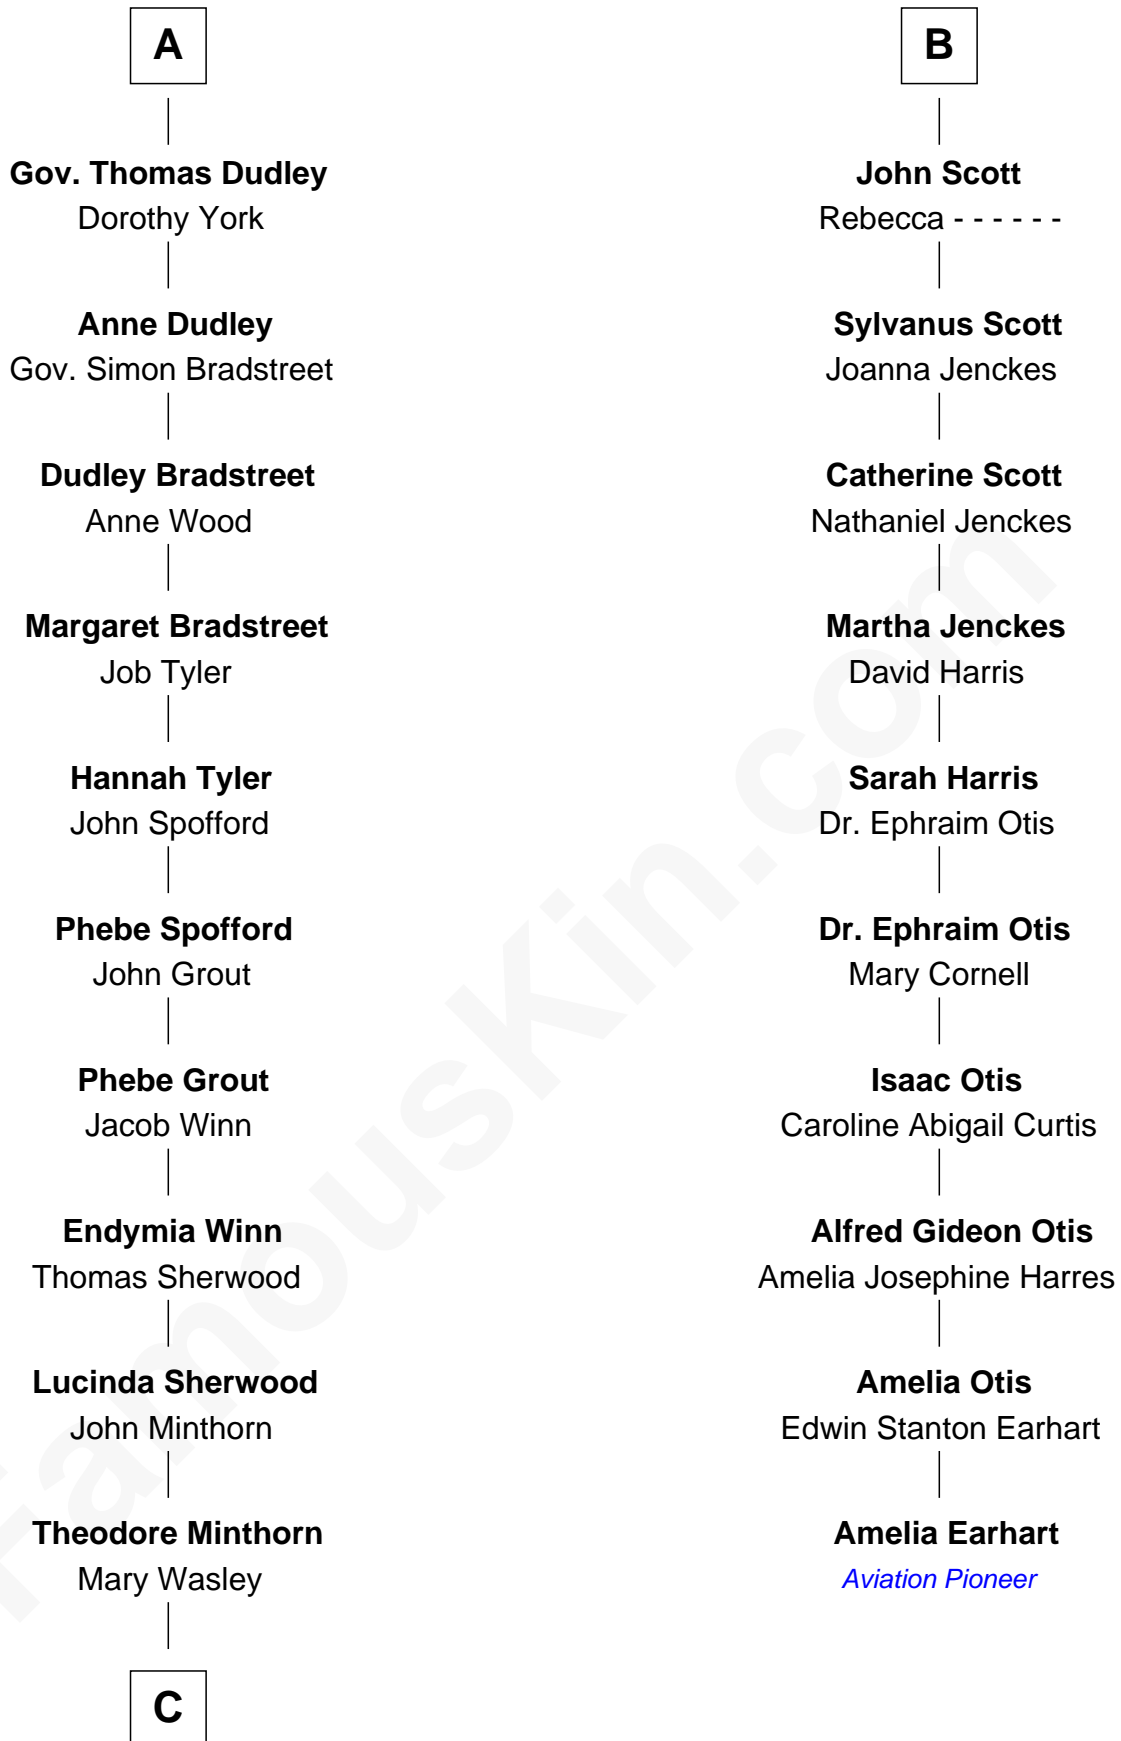 A
Gov. Thomas Dudley
Dorothy York
Anne Dudley
Gov. Simon Bradstreet
Dudley Bradstreet
Anne Wood
Margaret Bradstreet
Job Tyler
Hannah Tyler
John Spofford
Phebe Spofford
John Grout
Phebe Grout
Jacob Winn
Endymia Winn
Thomas Sherwood
Lucinda Sherwood
John Minthorn
Theodore Minthorn
Mary Wasley
C
B
John Scott
Rebecca - - - - - -
Sylvanus Scott
Joanna Jenckes
Catherine Scott
Nathaniel Jenckes
Martha Jenckes
David Harris
Sarah Harris
Dr. Ephraim Otis
Dr. Ephraim Otis
Mary Cornell
Isaac Otis
Caroline Abigail Curtis
Alfred Gideon Otis
Amelia Josephine Harres
Amelia Otis
Edwin Stanton Earhart
Amelia Earhart
Aviation Pioneer
FamousKin.com